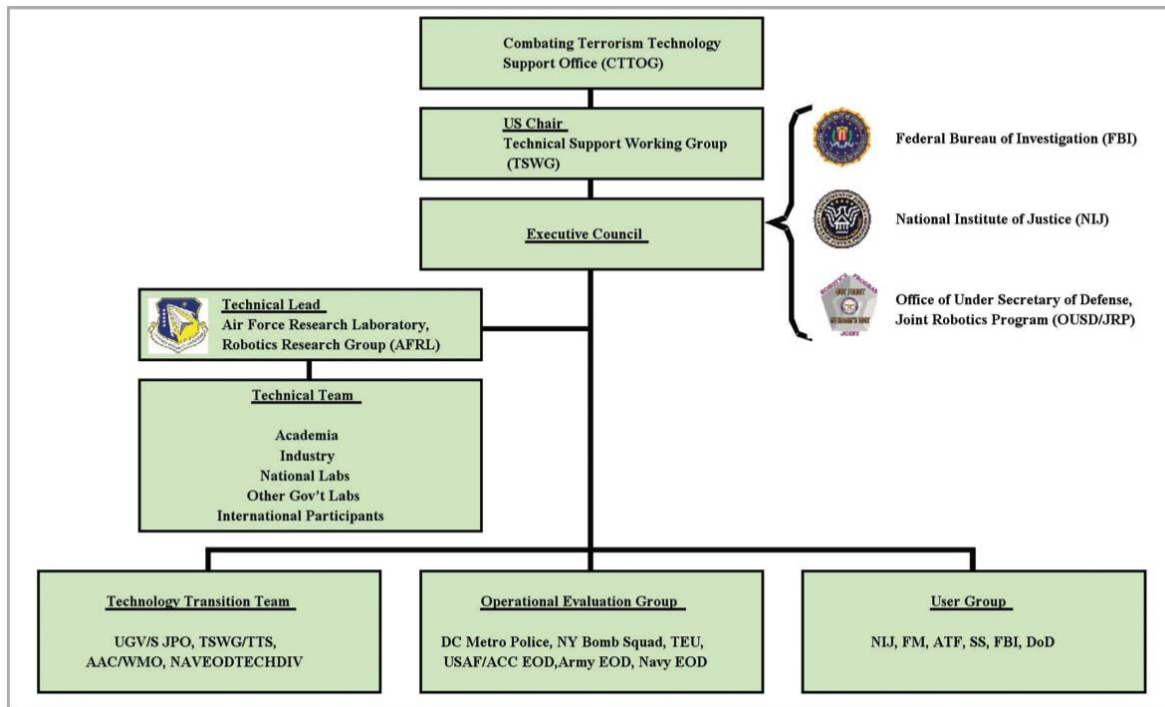 Combating Terrorism Technology
Support Office (CTTOG)
US Chair
Technical Support Working Group
(TSWG)
Executive Council
Federal Bureau of Investigation (FBI)
National Institute of Justice (NIJ)
Office of Under Secretary of Defense,
Joint Robotics Program (OUSD/JRP)
Technical Lead
Air Force Research Laboratory,
Robotics Research Group (AFRL)
Technical Team
Academia
Industry
National Labs
Other Gov't Labs
International Participants
Technology Transition Team
UGV/S JPO, TSWG/TTS,
AAC/WMO, NAVEODTECHDIV
Operational Evaluation Group
DC Metro Police, NY Bomb Squad, TEU,
USAF/ACC EOD,Army EOD, Navy EOD
User Group
NIJ, FM, ATF, SS, FBI, DoD